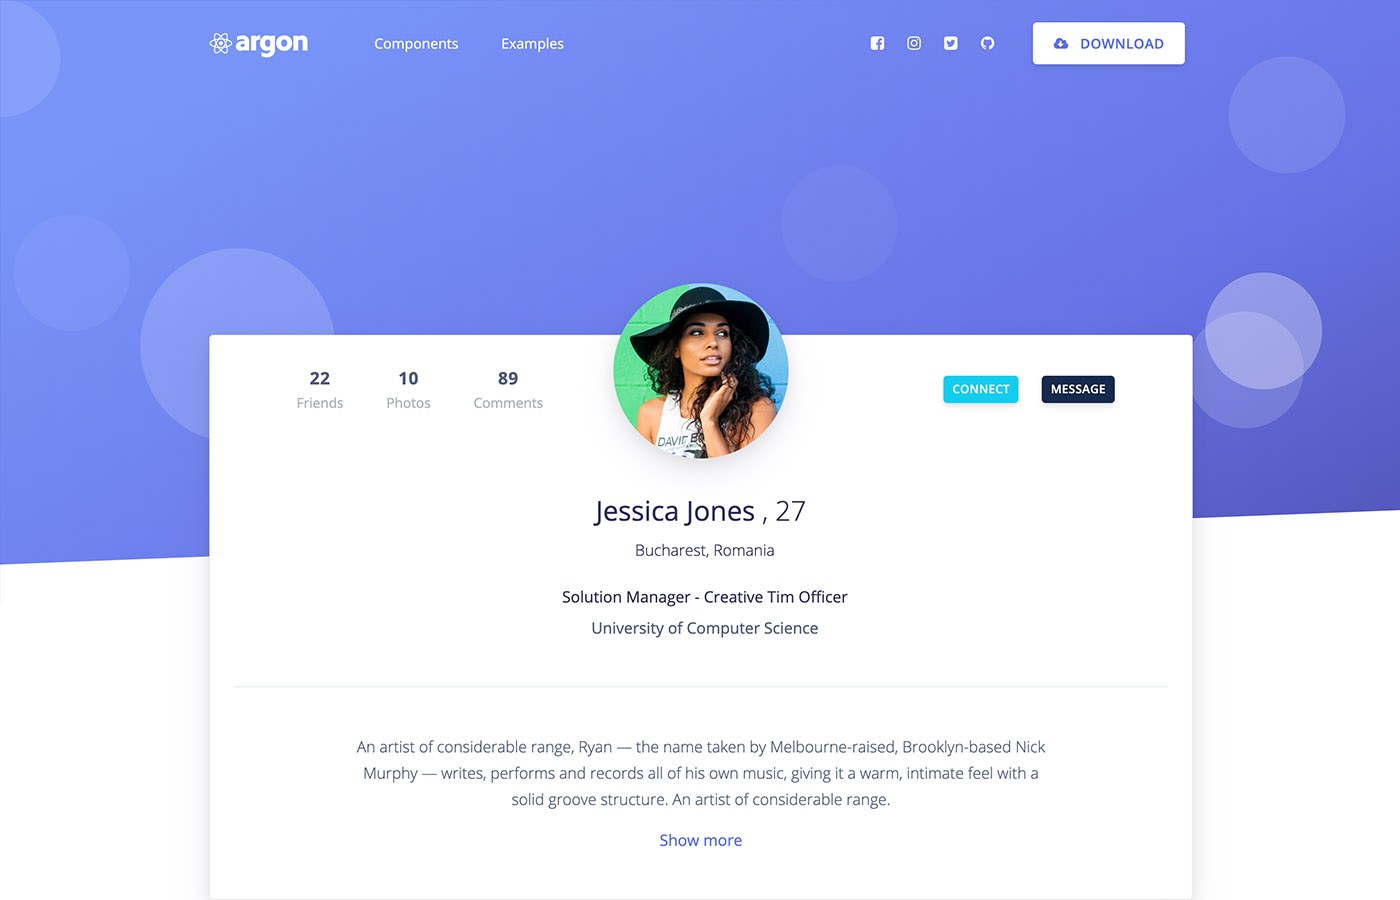 argon
Components
Examples
DOWNLOAD
22
Friends
10
Photos
89
Comments
CONNECT
MESSAGE
Jessica Jones , 27
Bucharest, Romania
Solution Manager - Creative Tim Officer
University of Computer Science
An artist of considerable range, Ryan — the name taken by Melbourne-raised, Brooklyn-based Nick
Murphy — writes, performs and records all of his own music, giving it a warm, intimate feel with a
solid groove structure. An artist of considerable range.
Show more